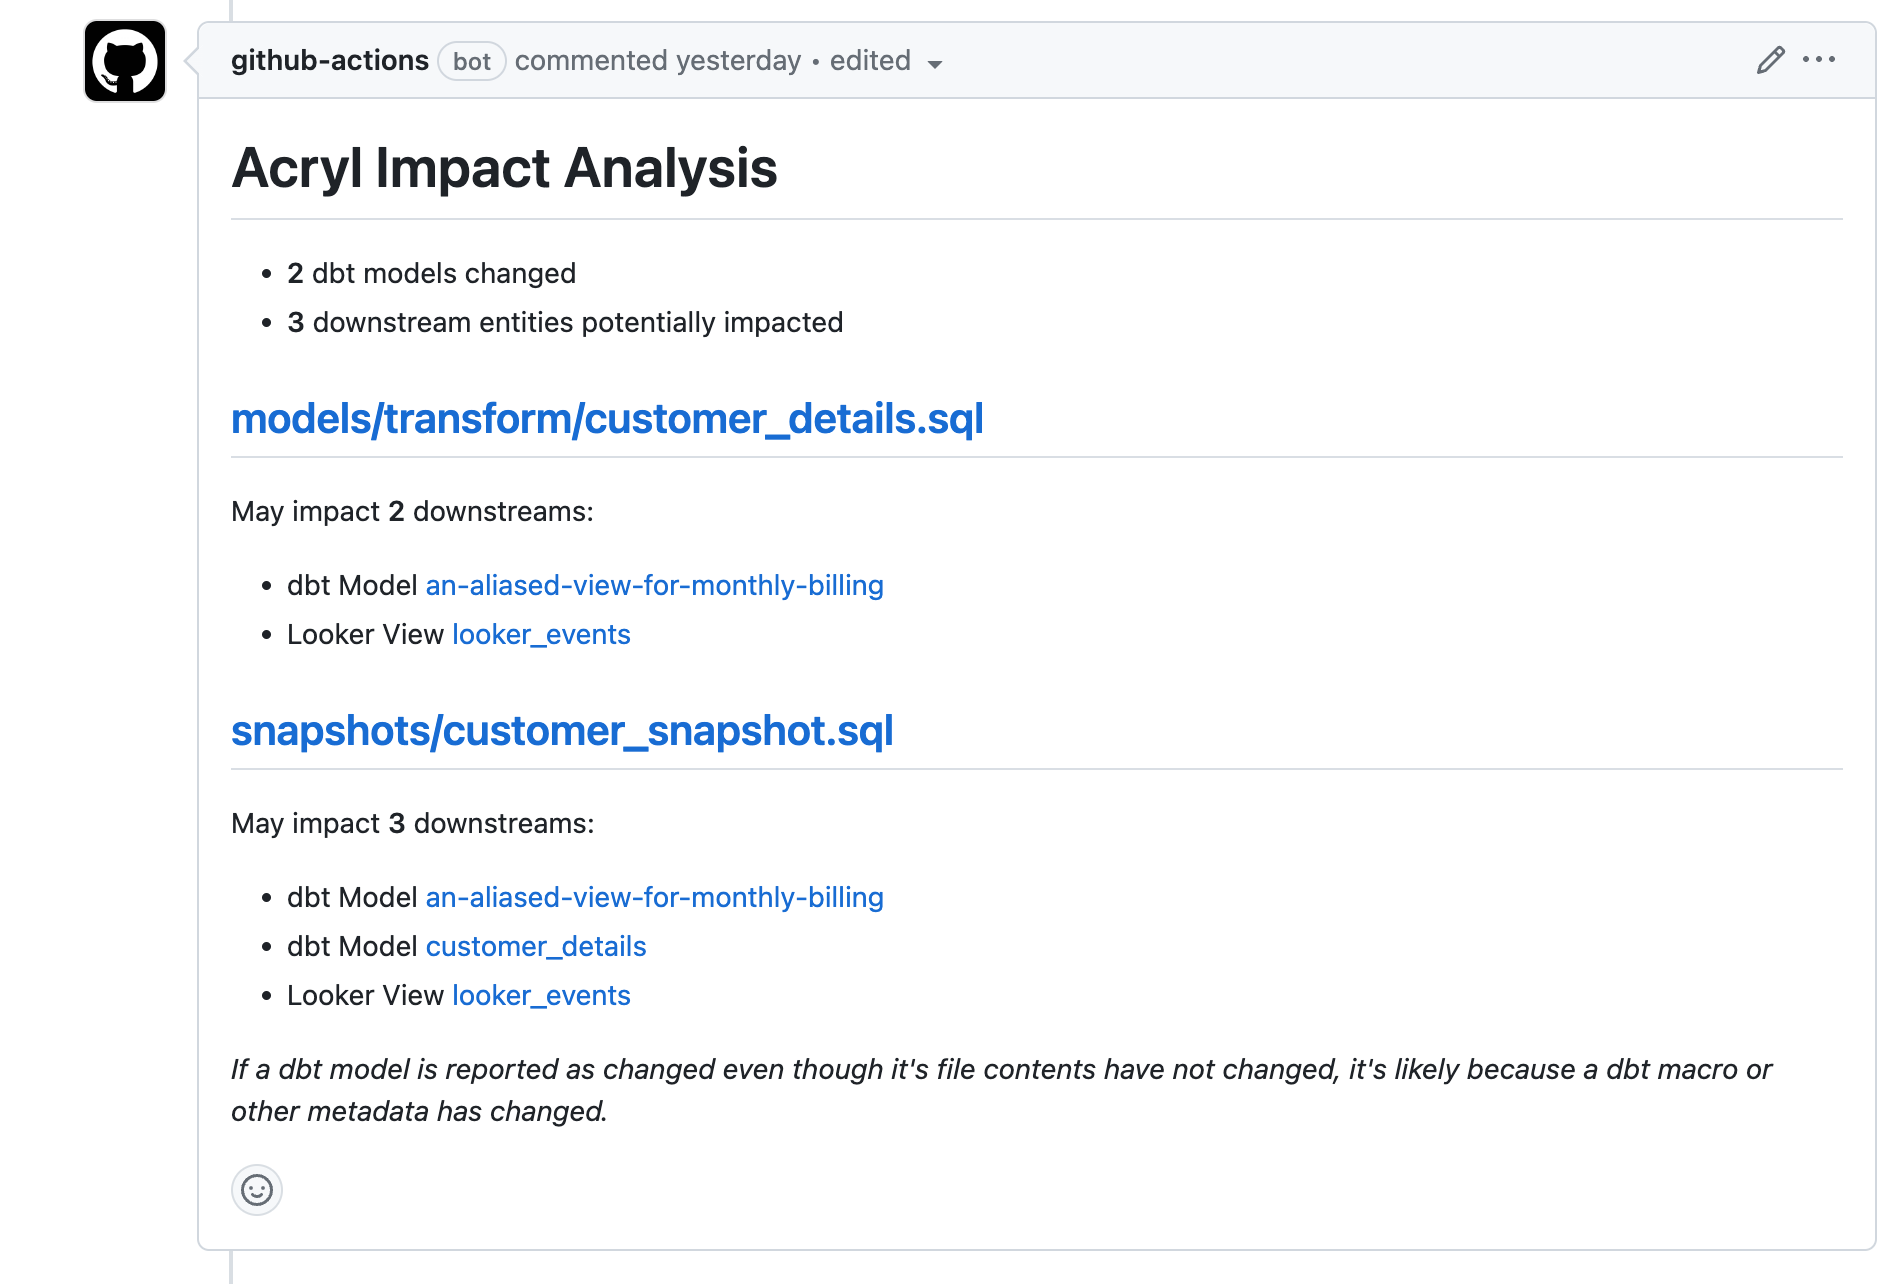 github-actions bot commented yesterday • edited
Acryl Impact Analysis
• 2 dbt models changed
• 3 downstream entities potentially impacted
models/transform/customer_details.sql
May impact 2 downstreams:
• dbt Model an-aliased-view-for-monthly-billing
• Looker View looker_events
snapshots/customer_snapshot.sql
May impact 3 downstreams:
• dbt Model an-aliased-view-for-monthly-billing
• dbt Model customer_details
• Looker View looker_events
If a dbt model is reported as changed even though it's file contents have not changed, it's likely because a dbt macro or
other metadata has changed.